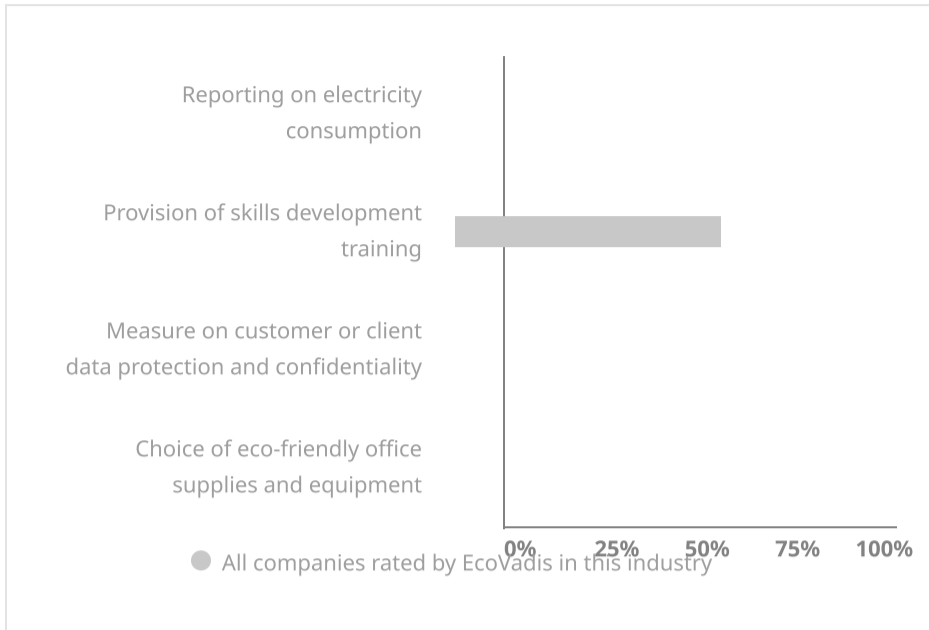 Reporting on electricity
consumption
Provision of skills development
training
Measure on customer or client
data protection and confidentiality
Choice of eco-friendly office
supplies and equipment
0% 25% 50% 75% 100%
All companies rated by EcoVadis in this industry